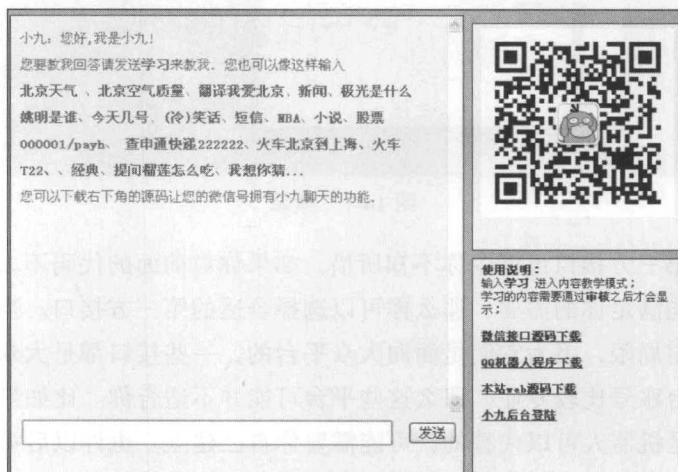 小九：您好,我是小九!
您要教我回答请发送学习来教我. 您也可以像这样输入
北京天气 、北京空气质量、翻译我爱北京、新闻、极光是什么
姚明是谁、今天几号 、(冷)笑话、短信、NBA、小说、股票
000001/payb、 查申通快递222222、火车北京到上海、火车
T22、、经典、提问榴莲怎么吃、我想你猜...
您可以下载右下角的源码让您的微信号拥有小九聊天的功能.
发送
使用说明：
输入学习 进入内容教学模式;
学习的内容需要通过审核之后才会显
示;
微信接口源码下载
QQ机器人程序下载
本站web源码下载
小九后台登陆